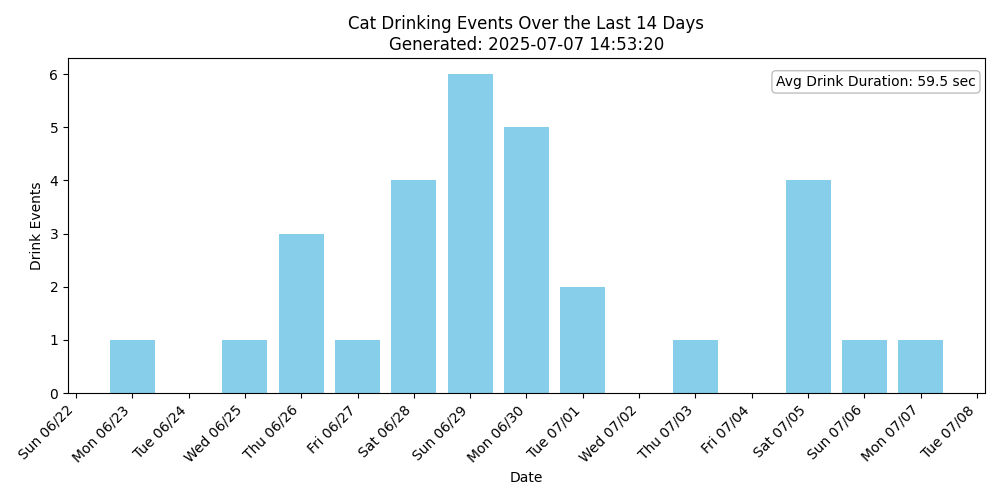 Cat Drinking Events Over the Last 14 Days
Generated: 2025-07-07 14:53:20
Avg Drink Duration: 59.5 sec
Drink Events
6
5
4
3
2
1
0
Sun 06/22
Mon 06/23
Tue 06/24
Wed 06/25
Thu 06/26
Fri 06/27
Sat 06/28
Sun 06/29
Mon 06/30
Tue 07/01
Wed 07/02
Thu 07/03
Fri 07/04
Sat 07/05
Sun 07/06
Mon 07/07
Tue 07/08
Date